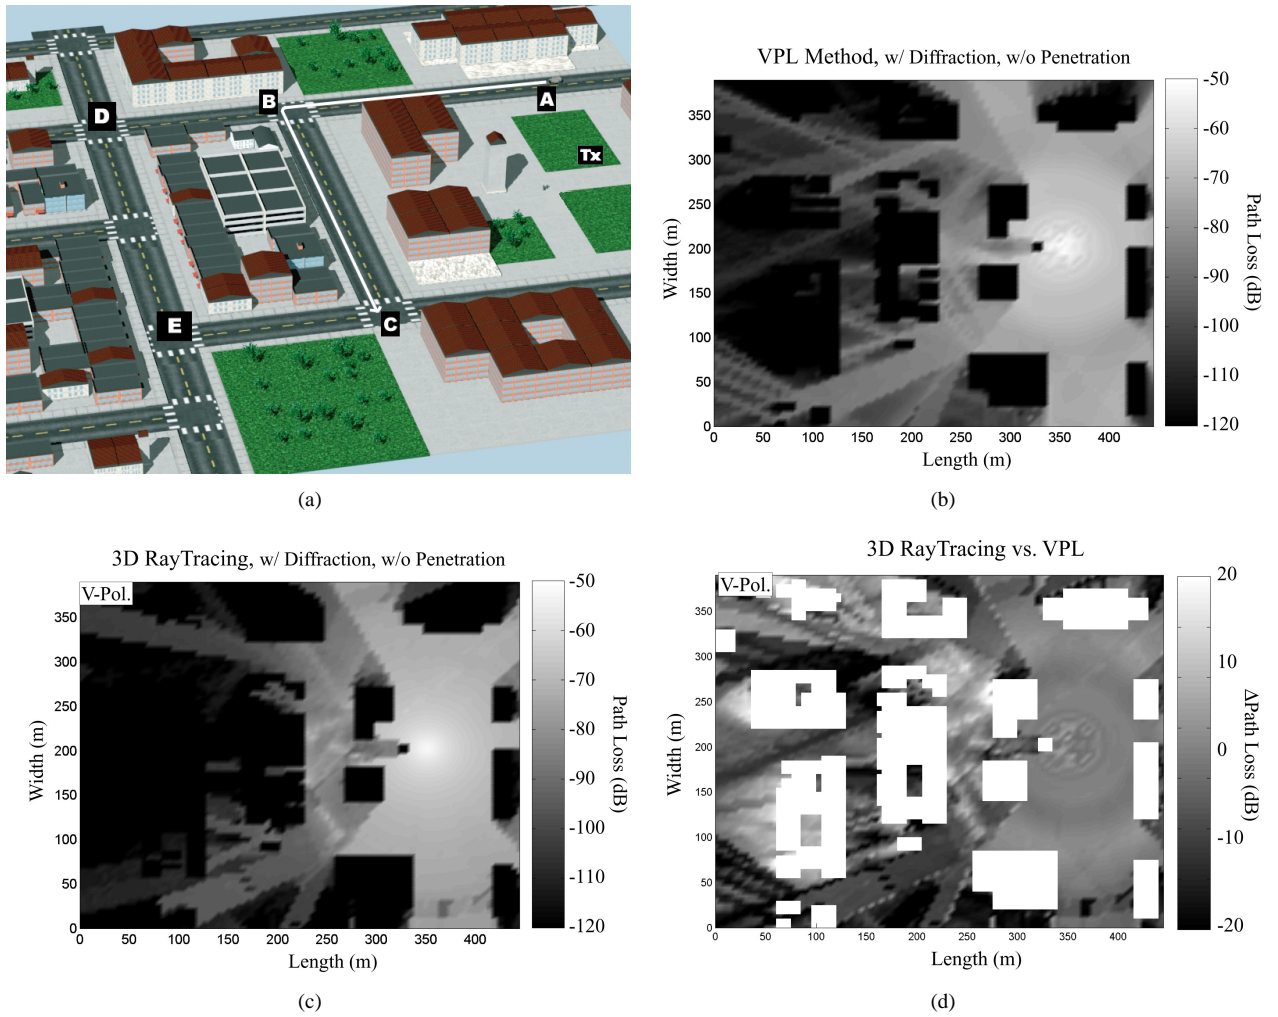 D
B
A
Tx
E
C
(a)
VPL Method, w/ Diffraction, w/o Penetration
350
300
250
200
150
100
50
0
Width (m)
0 50 100 150 200 250 300 350 400
Length (m)
-50
-60
-70
-80
-90
-100
-110
-120
Path Loss (dB)
(b)
3D RayTracing, w/ Diffraction, w/o Penetration
V-Pol.
350
300
250
200
150
100
50
0
Width (m)
0 50 100 150 200 250 300 350 400
Length (m)
-50
-60
-70
-80
-90
-100
-110
-120
Path Loss (dB)
(c)
3D RayTracing vs. VPL
V-Pol.
350
300
250
200
150
100
50
0
Width (m)
0 50 100 150 200 250 300 350 400
Length (m)
20
10
0
-10
-20
ΔPath Loss (dB)
(d)